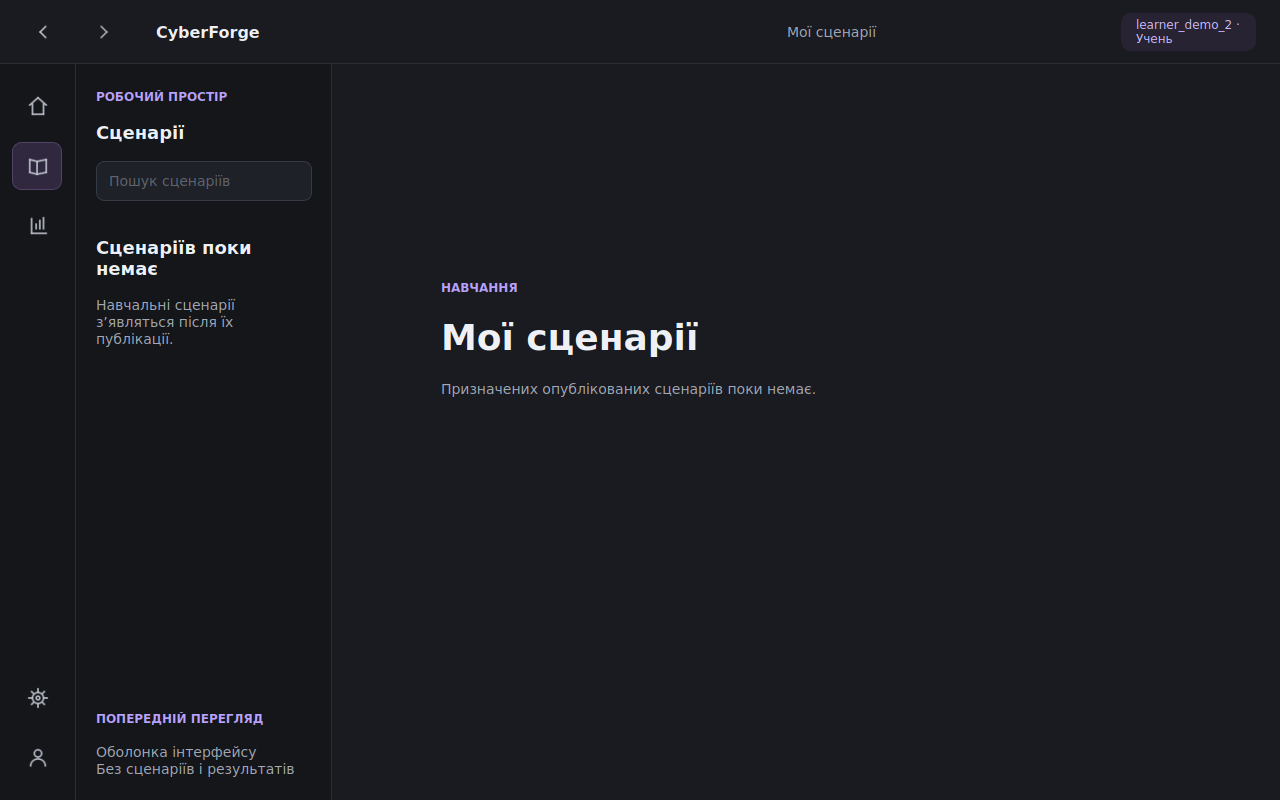 CyberForge
Мої сценарії
learner_demo_2 ·
Учень
РОБОЧИЙ ПРОСТІР
Сценарії
Пошук сценаріїв
Сценаріїв поки
немає
Навчальні сценарії
з’являться після їх
публікації.
НАВЧАННЯ
Мої сценарії
Призначених опублікованих сценаріїв поки немає.
ПОПЕРЕДНІЙ ПЕРЕГЛЯД
Оболонка інтерфейсу
Без сценаріїв і результатів